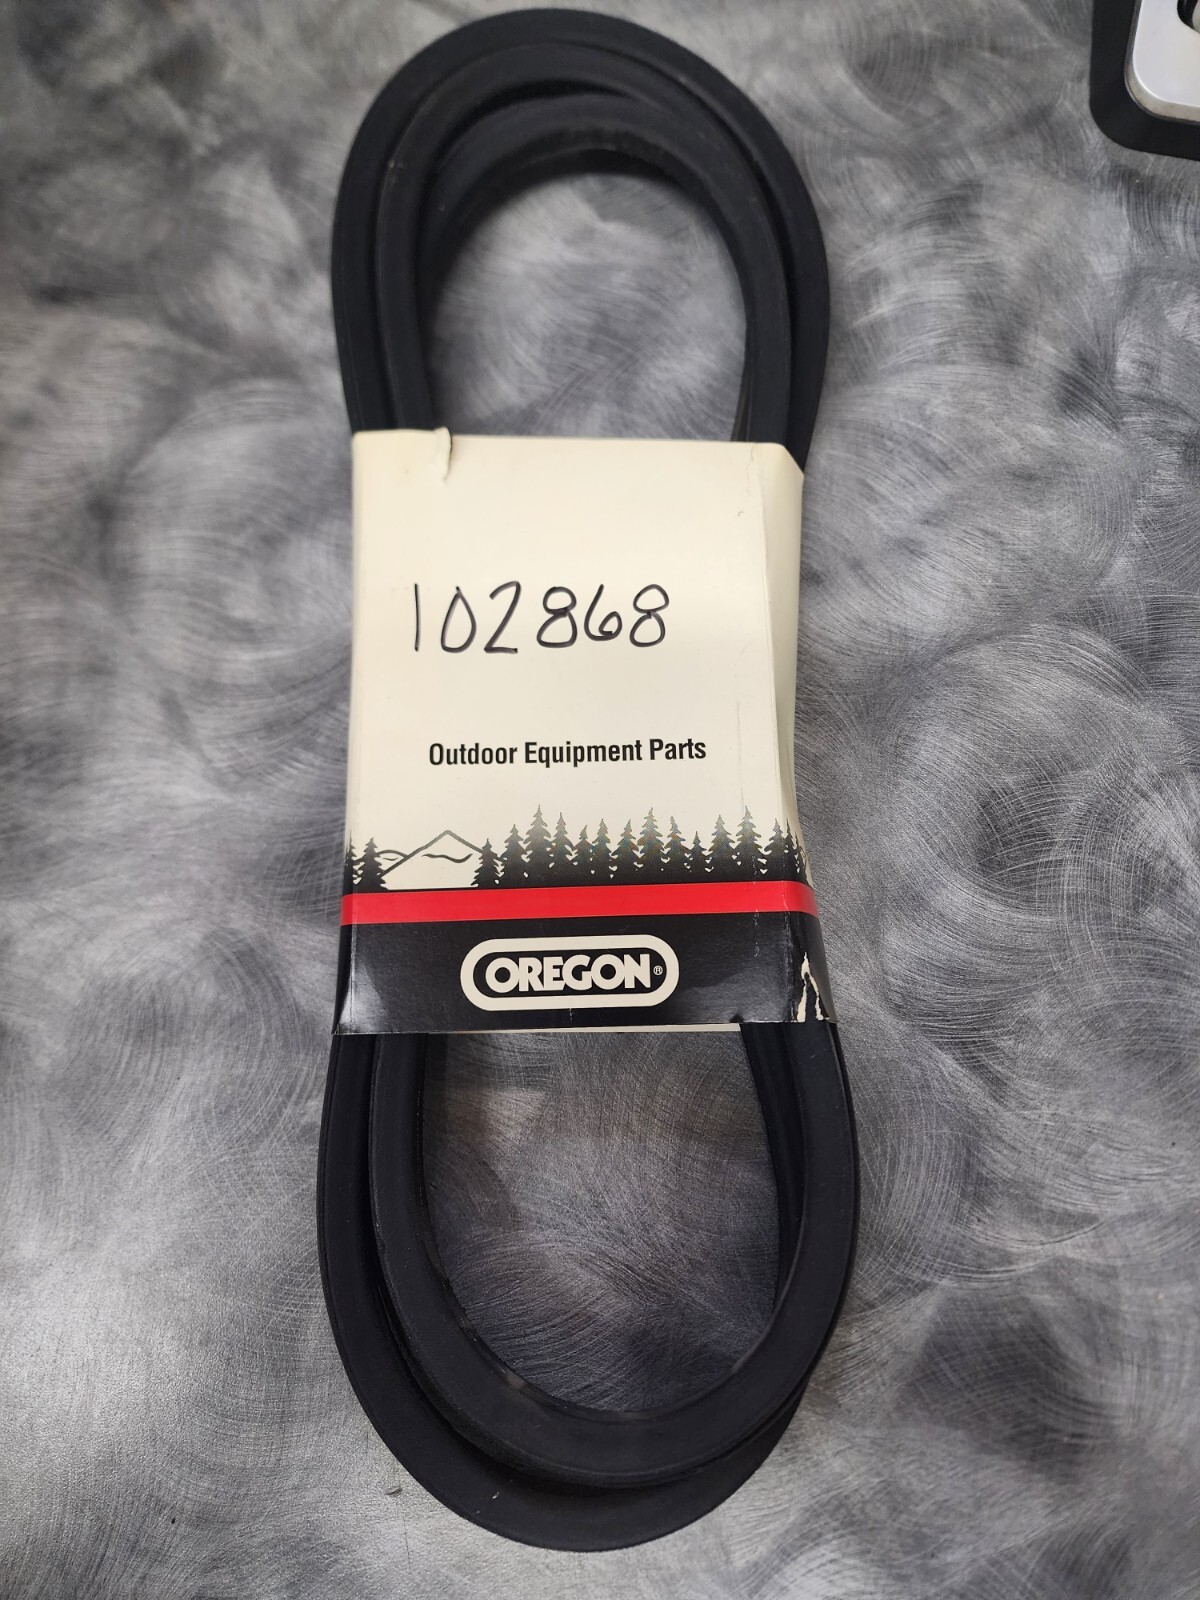 102868
Outdoor Equipment Parts
OREGON®